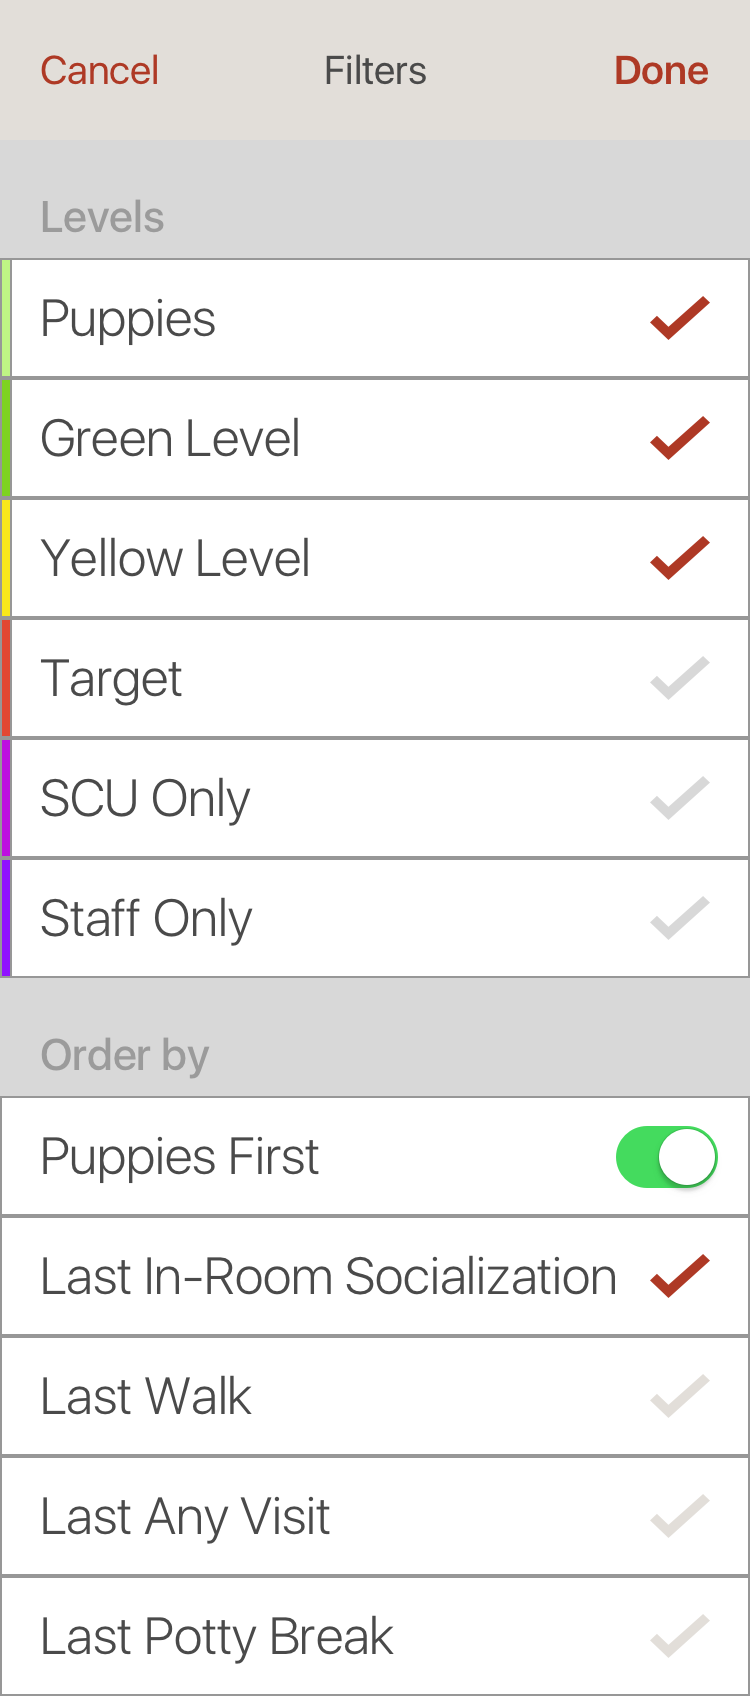 Cancel Filters Done
Levels
Puppies
Green Level
Yellow Level
Target
SCU Only
Staff Only
Order by
Puppies First
Last In-Room Socialization
Last Walk
Last Any Visit
Last Potty Break